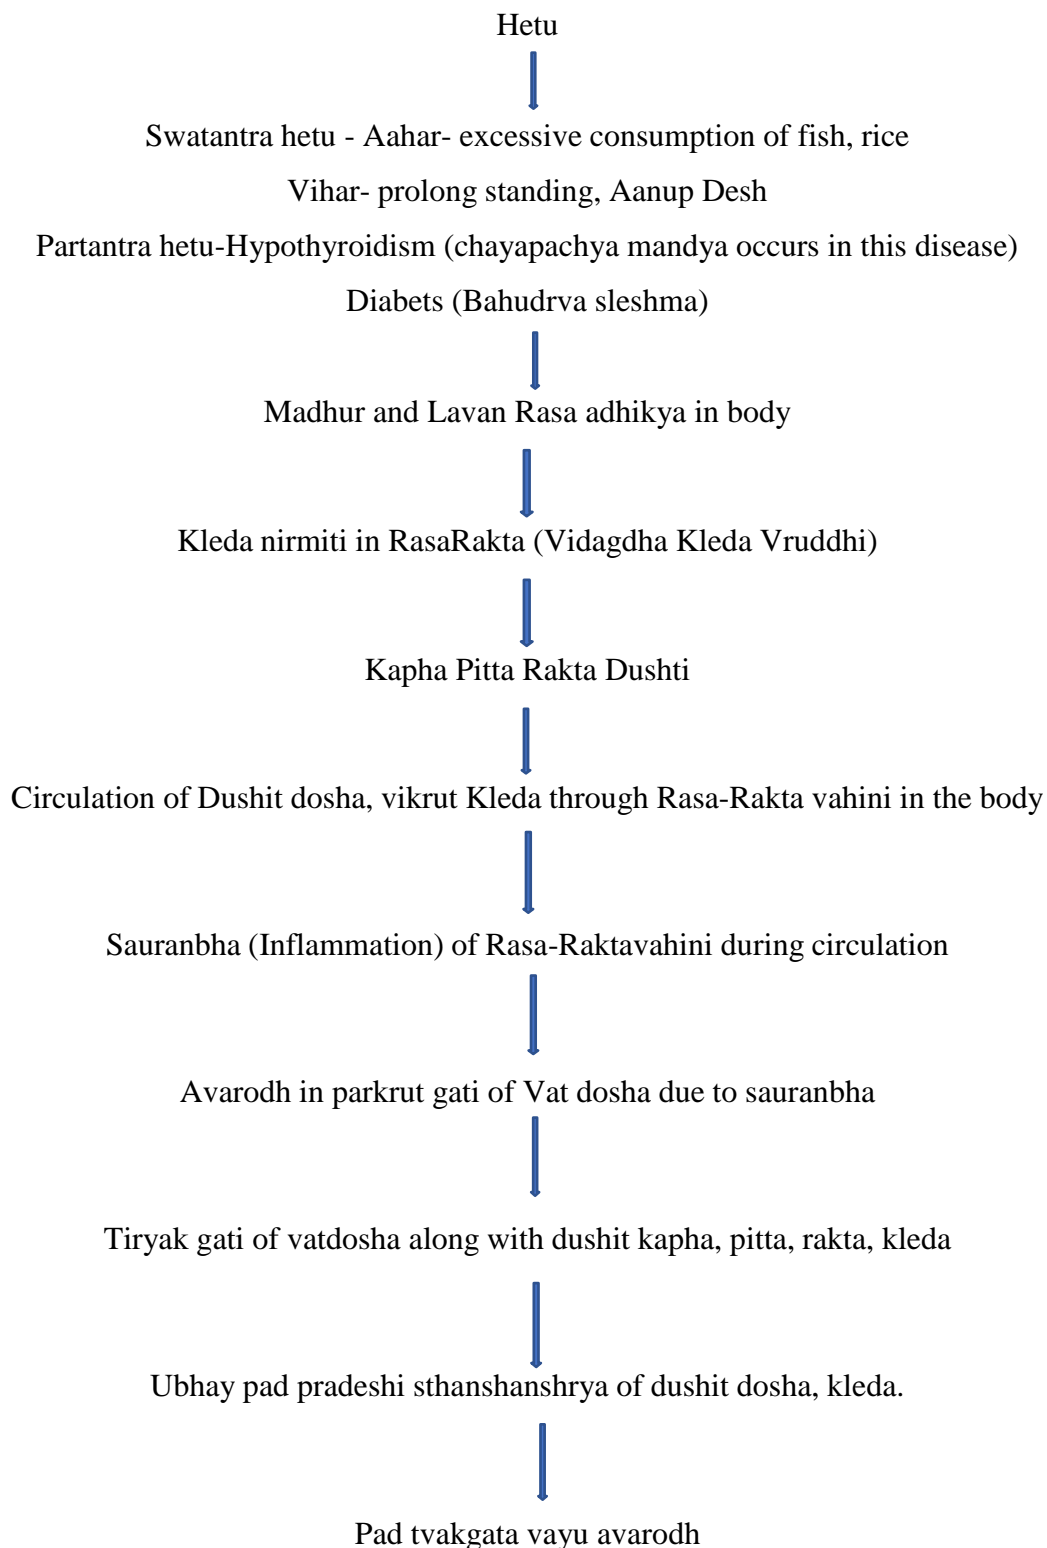 Hetu
Swatantra hetu - Aahar- excessive consumption of fish, rice
Vihar- prolong standing, Aanup Desh
Partantra hetu-Hypothyroidism (chayapachya mandya occurs in this disease)
Diabets (Bahudrva sleshma)
Madhur and Lavan Rasa adhikya in body
Kleda nirmiti in RasaRakta (Vidagdha Kleda Vruddhi)
Kapha Pitta Rakta Dushti
Circulation of Dushit dosha, vikrut Kleda through Rasa-Rakta vahini in the body
Sauranbha (Inflammation) of Rasa-Raktavahini during circulation
Avarodh in parkrut gati of Vat dosha due to sauranbha
Tiryak gati of vatdosha along with dushit kapha, pitta, rakta, kleda
Ubhay pad pradeshi sthanshanshrya of dushit dosha, kleda.
Pad tvakgata vayu avarodh